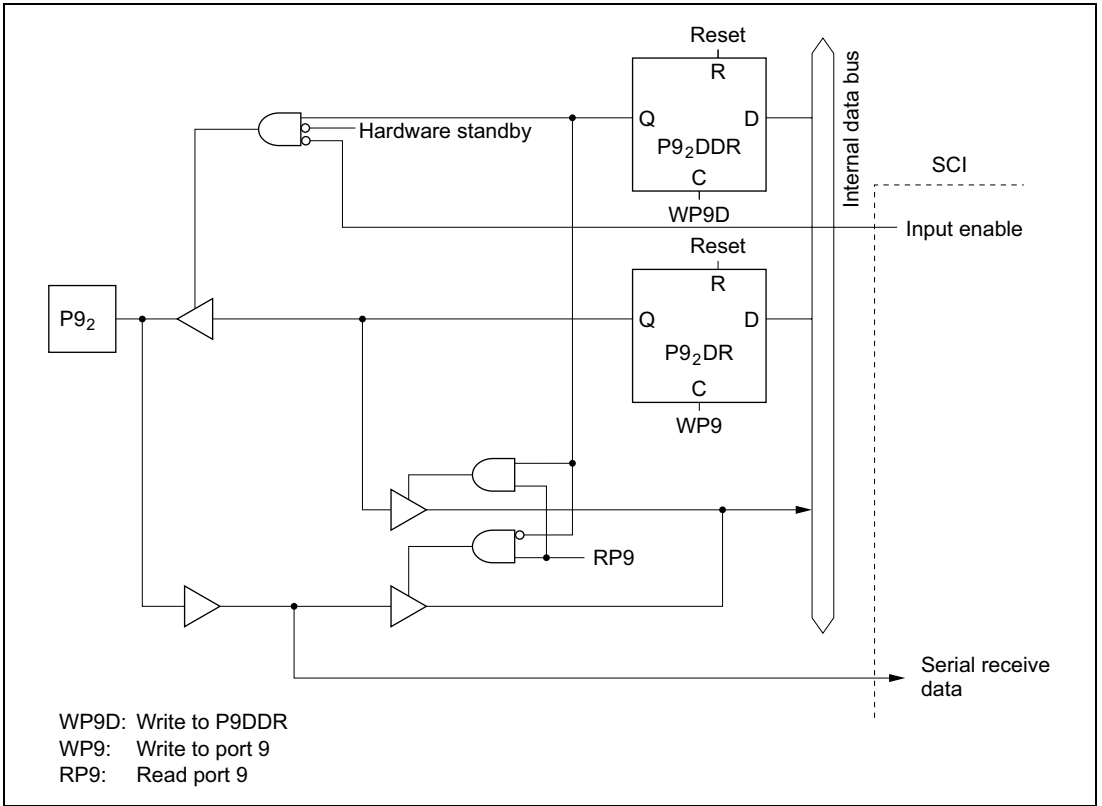 Reset
R
Q
D
P9₂DDR
C
WP9D
Hardware standby
Internal data bus
SCI
Input enable
Reset
R
P9₂
Q
D
P9₂DR
C
WP9
RP9
Serial receive
data
WP9D: Write to P9DDR
WP9: Write to port 9
RP9: Read port 9